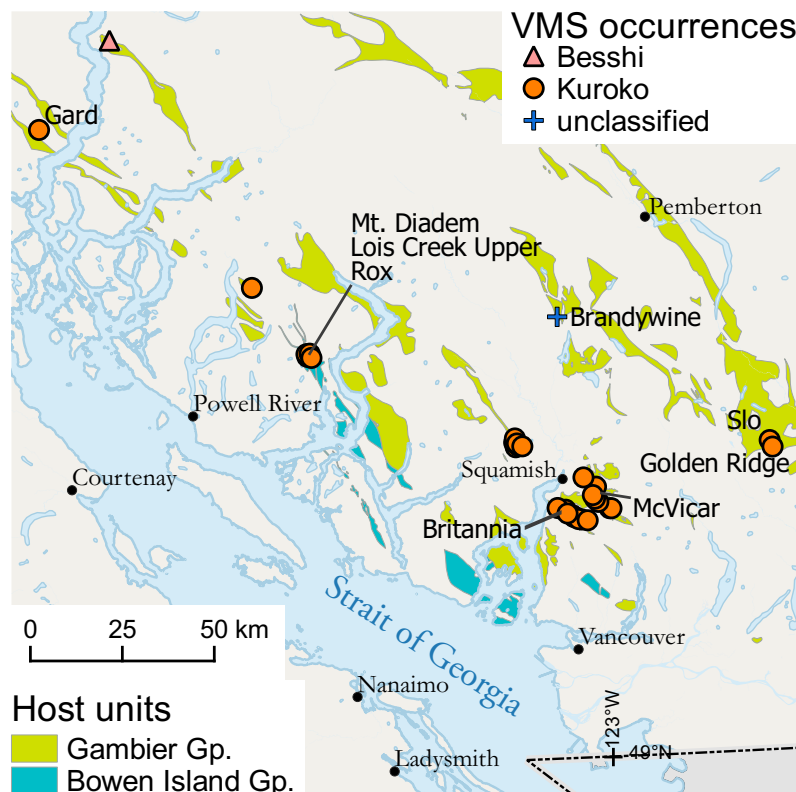 VMS occurrences
Besshi
Kuroko
unclassified
Gard
Pemberton
Mt. Diadem
Lois Creek Upper
Rox
Brandywine
Powell River
Slo
Squamish
Golden Ridge
Courtenay
McVicar
Britannia
Strait of Georgia
0 25 50 km
Vancouver
Nanaimo
Host units
123°W
49°N
Gambier Gp.
Ladysmith
Bowen Island Gp.